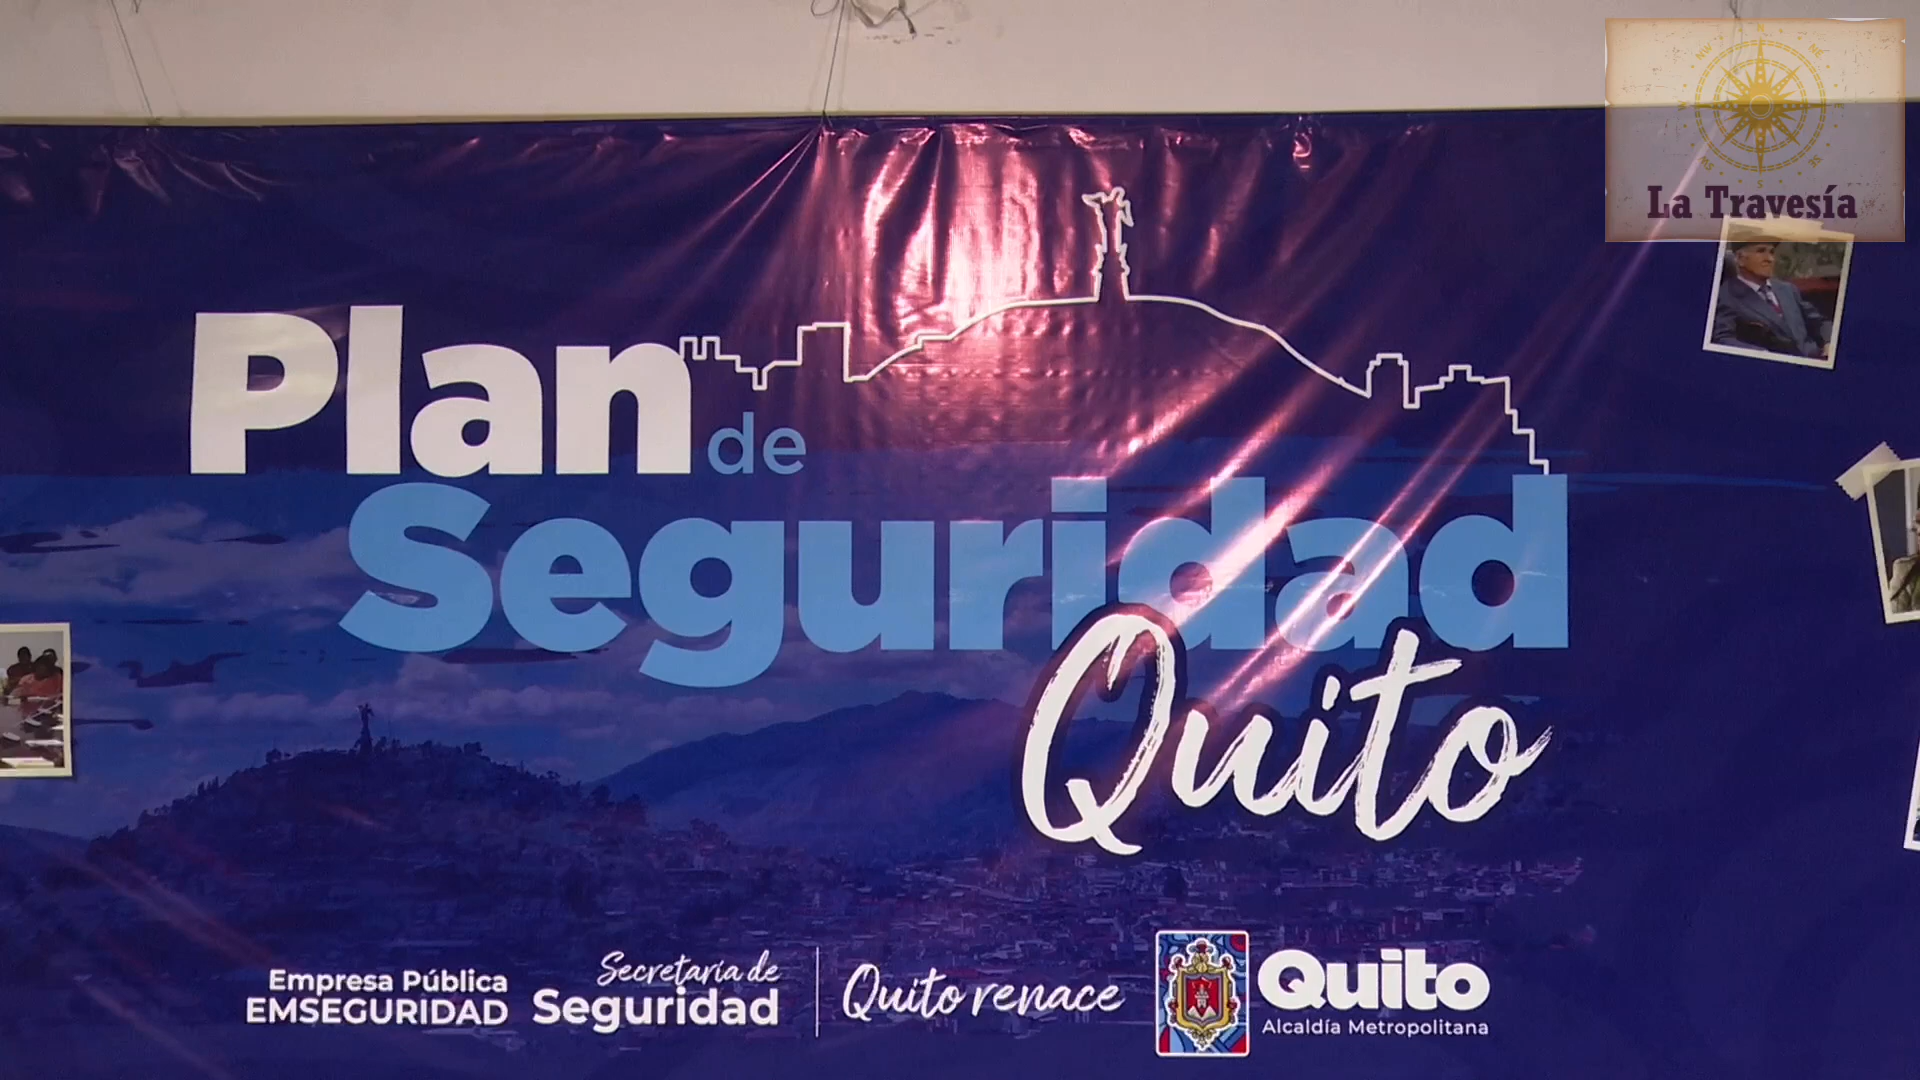 La Travesía
Plan de
Seguridad
Quito
Empresa Pública
EMSEGURIDAD
Secretaría de
Seguridad
Quito renace
Quito
Alcaldía Metropolitana